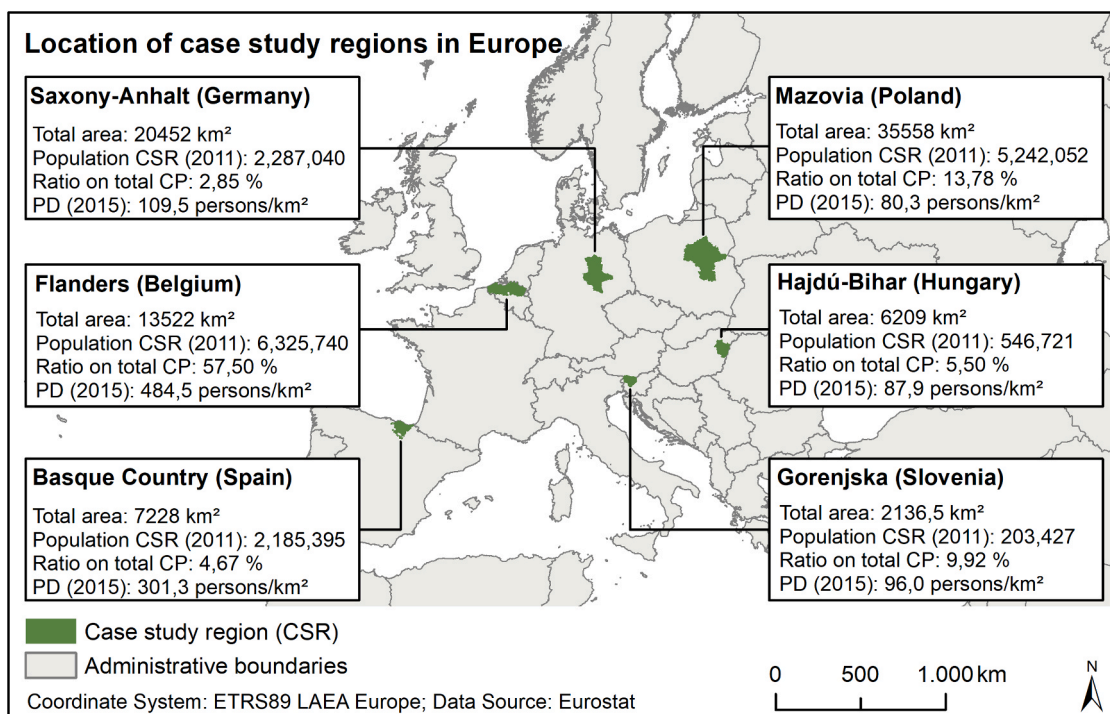 Location of case study regions in Europe
Saxony-Anhalt (Germany)
Total area: 20452 km²
Population CSR (2011): 2,287,040
Ratio on total CP: 2,85 %
PD (2015): 109,5 persons/km²
Mazovia (Poland)
Total area: 35558 km²
Population CSR (2011): 5,242,052
Ratio on total CP: 13,78 %
PD (2015): 80,3 persons/km²
Flanders (Belgium)
Total area: 13522 km²
Population CSR (2011): 6,325,740
Ratio on total CP: 57,50 %
PD (2015): 484,5 persons/km²
Hajdú-Bihar (Hungary)
Total area: 6209 km²
Population CSR (2011): 546,721
Ratio on total CP: 5,50 %
PD (2015): 87,9 persons/km²
Basque Country (Spain)
Total area: 7228 km²
Population CSR (2011): 2,185,395
Ratio on total CP: 4,67 %
PD (2015): 301,3 persons/km²
Gorenjska (Slovenia)
Total area: 2136,5 km²
Population CSR (2011): 203,427
Ratio on total CP: 9,92 %
PD (2015): 96,0 persons/km²
Case study region (CSR)
Administrative boundaries
Coordinate System: ETRS89 LAEA Europe; Data Source: Eurostat
0 500 1.000 km
N